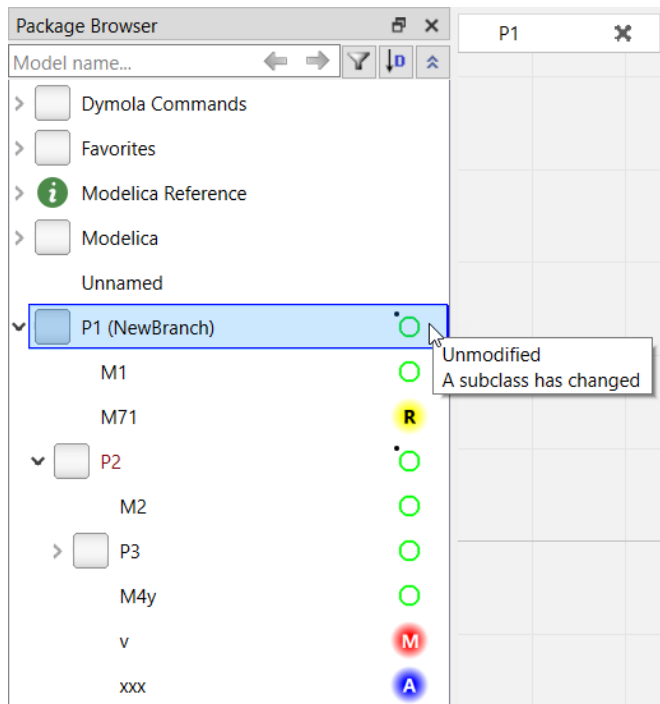 Package Browser
P1
Model name...
D
Dymola Commands
Favorites
i
Modelica Reference
Modelica
Unnamed
P1 (NewBranch)
Unmodified
A subclass has changed
M1
M71
R
P2
M2
P3
M4y
v
M
xxx
A